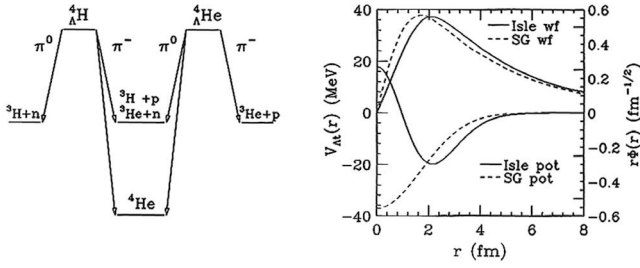 ⁴ΛH
⁴ΛHe
π⁰
π⁻
π⁰
π⁻
³H+n
³H +p
³He+n
³He+p
⁴He
V_Λt(r) (MeV)
40
20
0
-20
-40
Isle wf
SG wf
Isle pot
SG pot
0.6
0.4
0.2
0
-0.2
-0.4
-0.6
rΦ(r) (fm⁻¹/²)
0
2
4
6
8
r (fm)